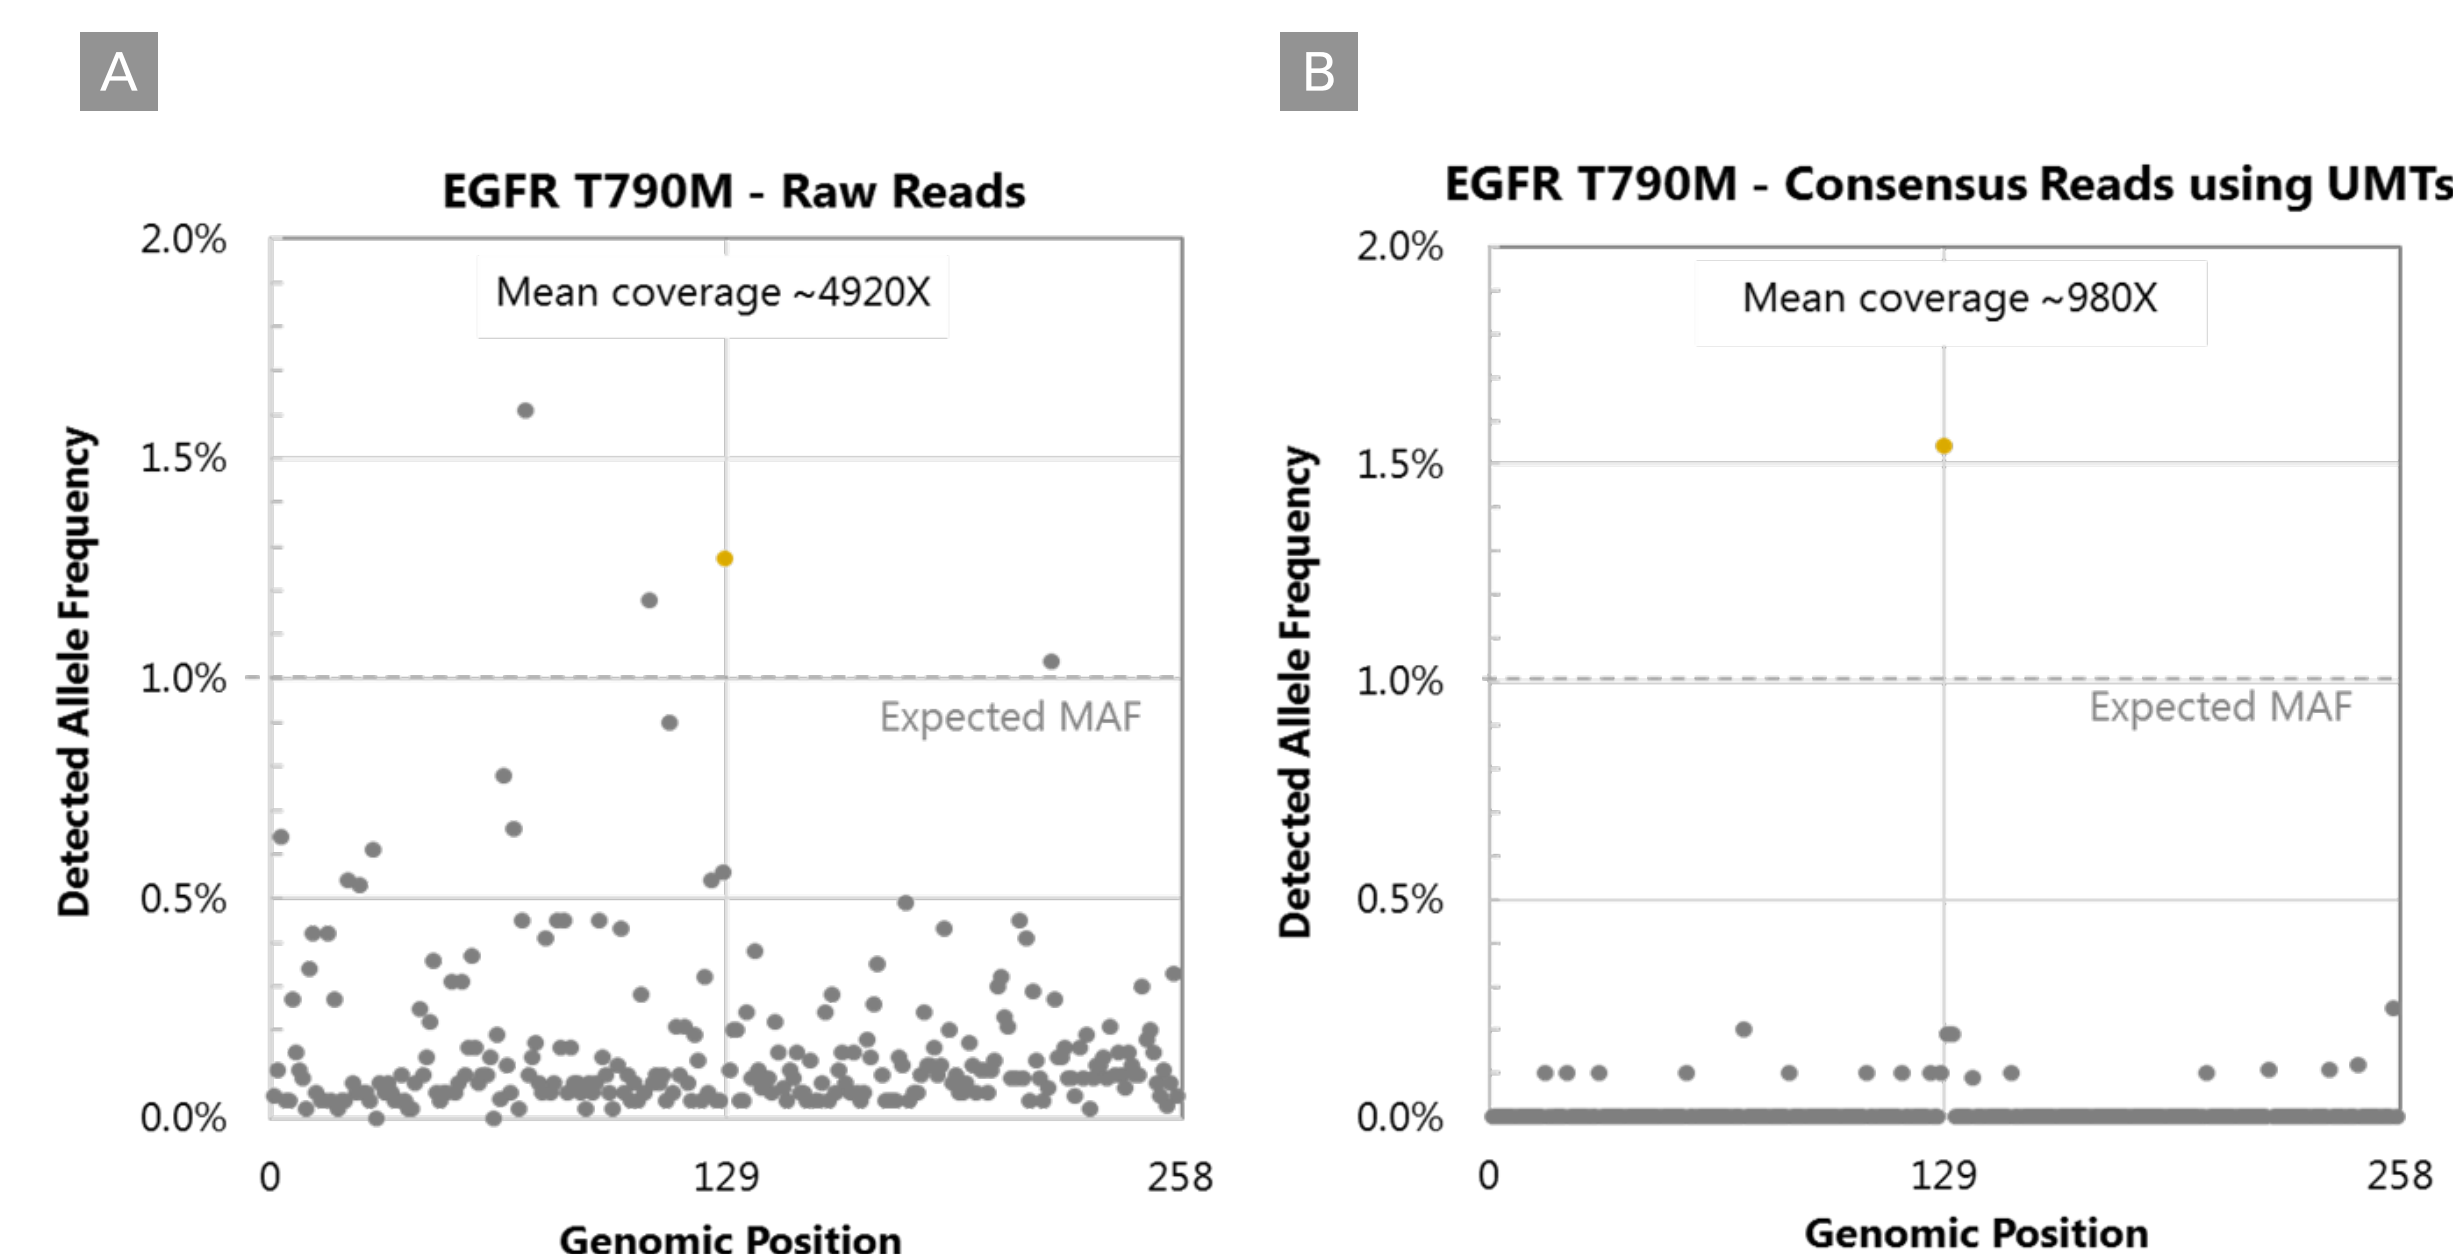 A
EGFR T790M - Raw Reads
2.0%
Mean coverage ~4920X
1.5%
1.0%
Expected MAF
0.5%
0.0%
0
129
258
Detected Allele Frequency
Genomic Position
B
EGFR T790M - Consensus Reads using UMTs
2.0%
Mean coverage ~980X
1.5%
1.0%
Expected MAF
0.5%
0.0%
0
129
258
Detected Allele Frequency
Genomic Position